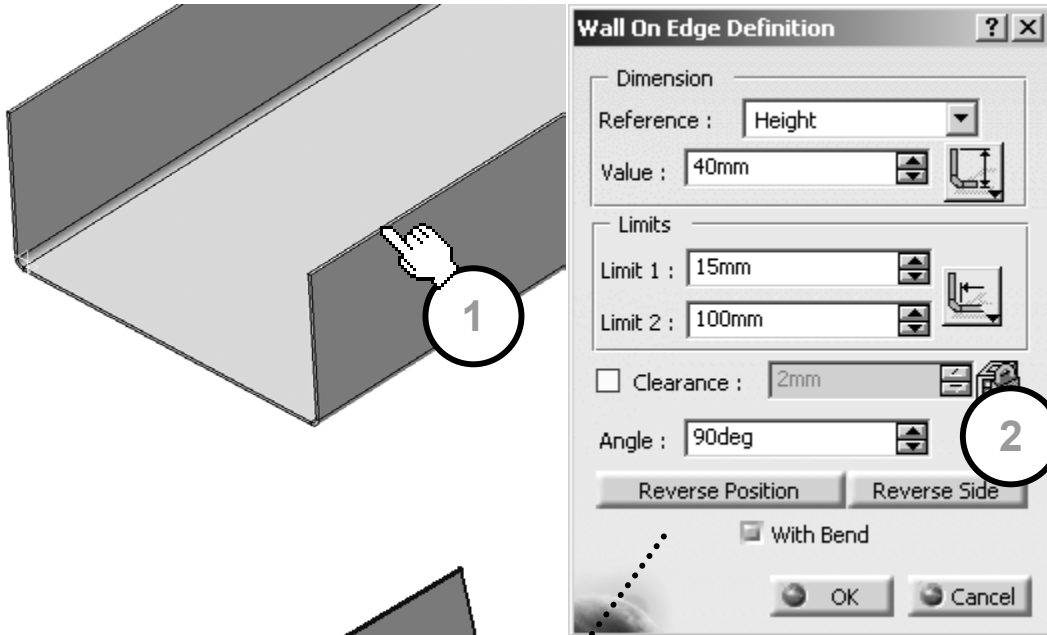 Wall On Edge Definition ? ×
Dimension
Reference : Height
Value : 40mm
Limits
Limit 1 : 15mm
Limit 2 : 100mm
Clearance : 2mm
Angle : 90deg
Reverse Position Reverse Side
With Bend
OK Cancel
1
2